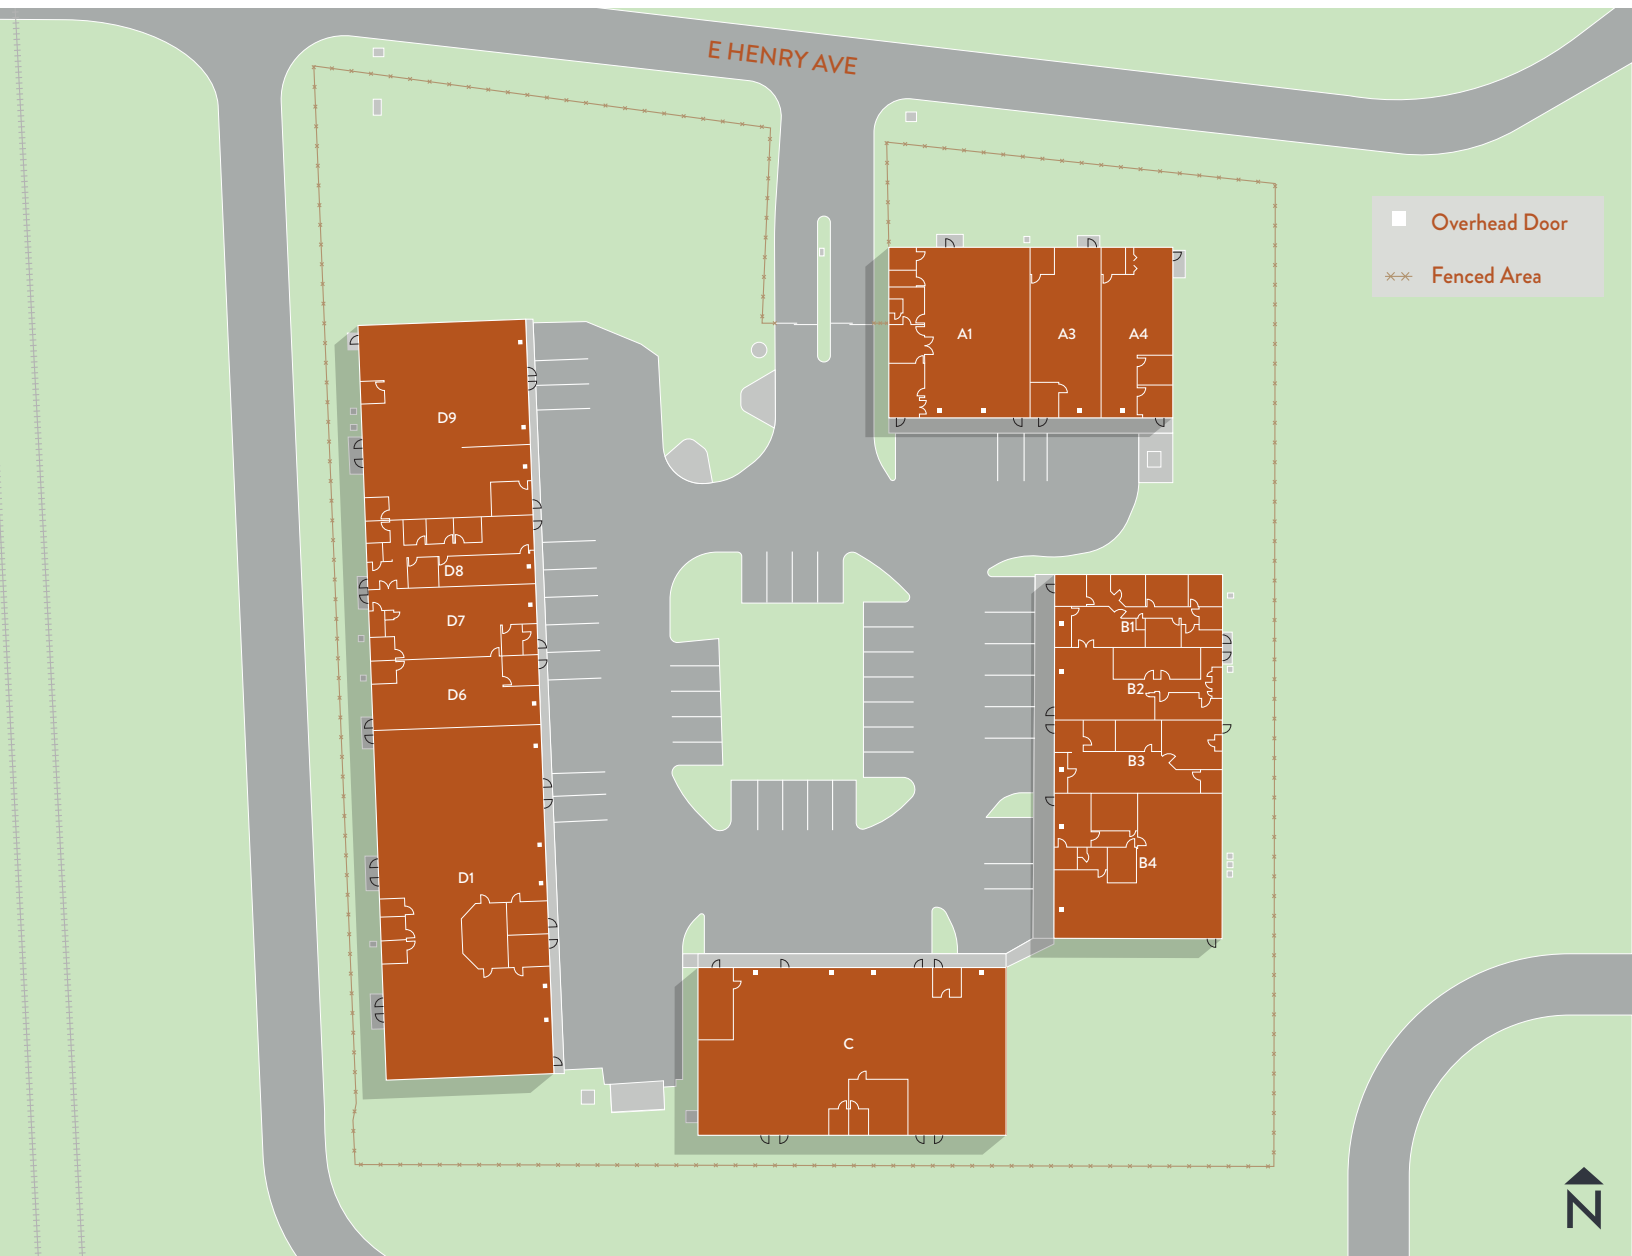 E HENRY AVE
Overhead Door
Fenced Area
A1
A3
A4
D9
D8
D7
D6
D1
B1
B2
B3
B4
C
N